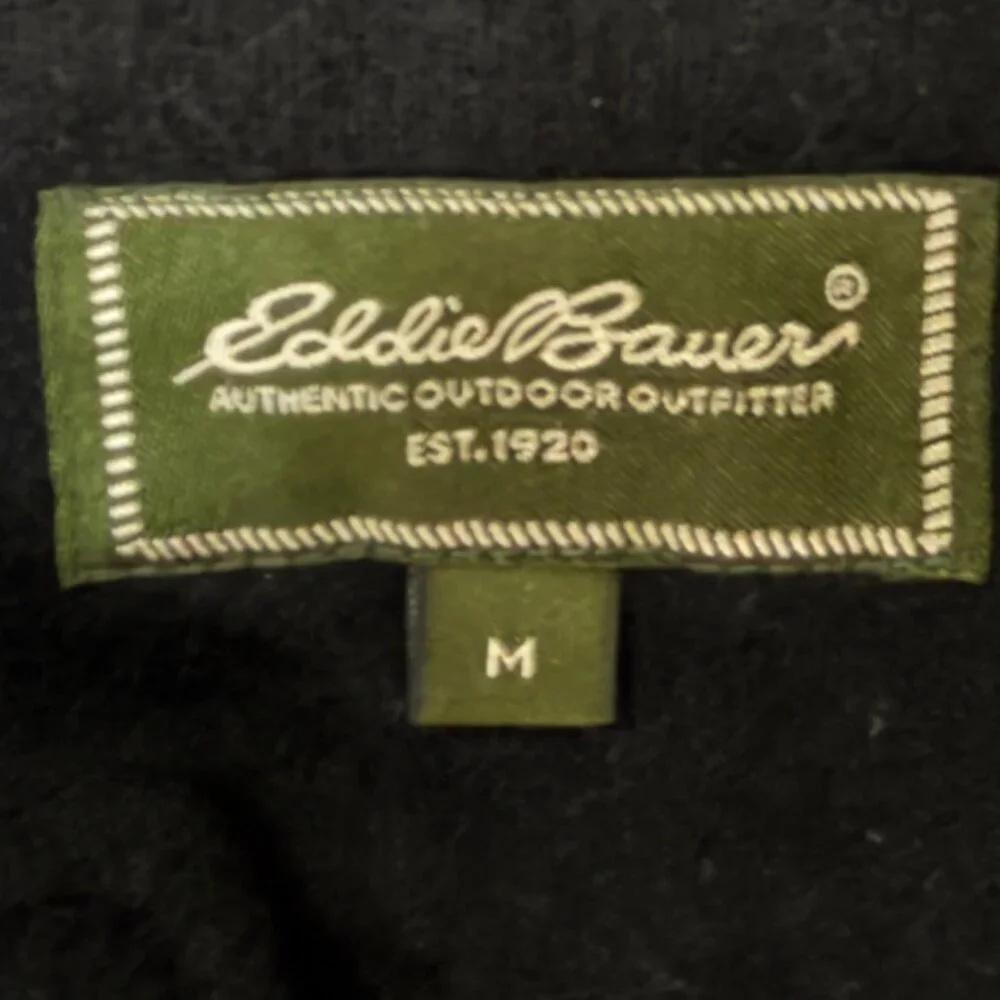 Eddie Bauer®
AUTHENTIC OUTDOOR OUTFITTER
EST.1920
M